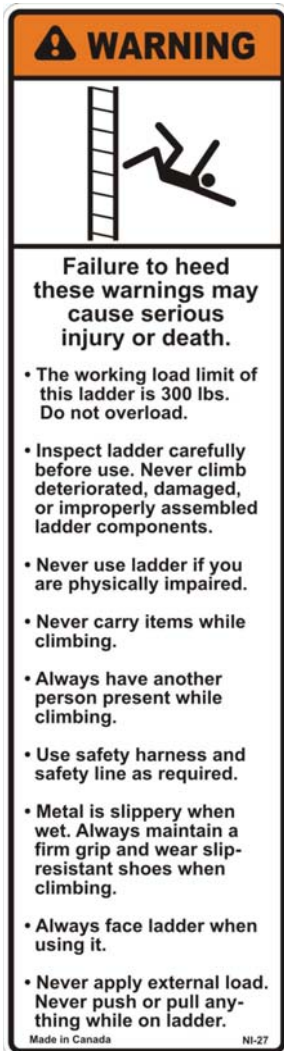 WARNING
Failure to heed
these warnings may
cause serious
injury or death.
• The working load limit of
this ladder is 300 lbs.
Do not overload.
• Inspect ladder carefully
before use. Never climb
deteriorated, damaged,
or improperly assembled
ladder components.
• Never use ladder if you
are physically impaired.
• Never carry items while
climbing.
• Always have another
person present while
climbing.
• Use safety harness and
safety line as required.
• Metal is slippery when
wet. Always maintain a
firm grip and wear slip-
resistant shoes when
climbing.
• Always face ladder when
using it.
• Never apply external load.
Never push or pull any-
thing while on ladder.
Made in Canada NI-27